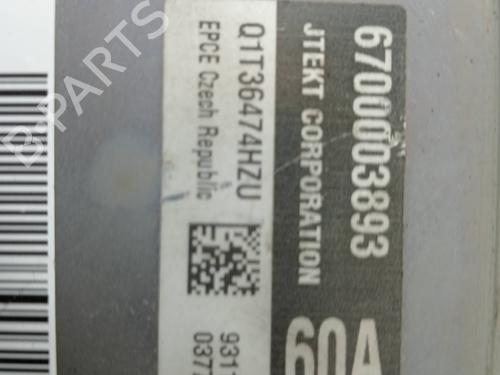 6700003893
JTEKT CORPORATION
60A
Q1T36474HZU
EPCE Czech Republic
B-PARTS